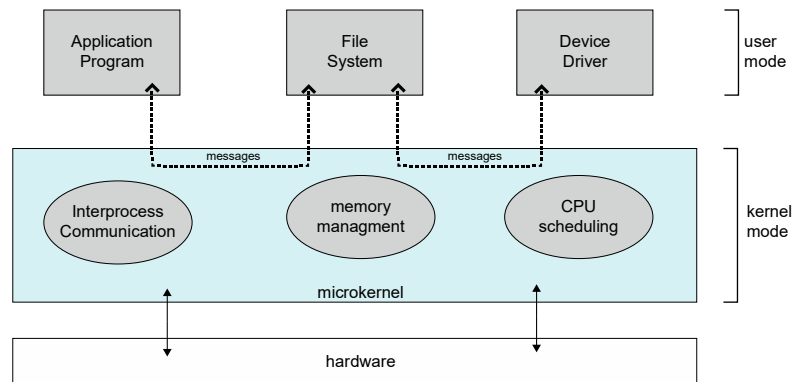 Application
Program
File
System
Device
Driver
user
mode
messages
messages
Interprocess
Communication
memory
managment
CPU
scheduling
kernel
mode
microkernel
hardware